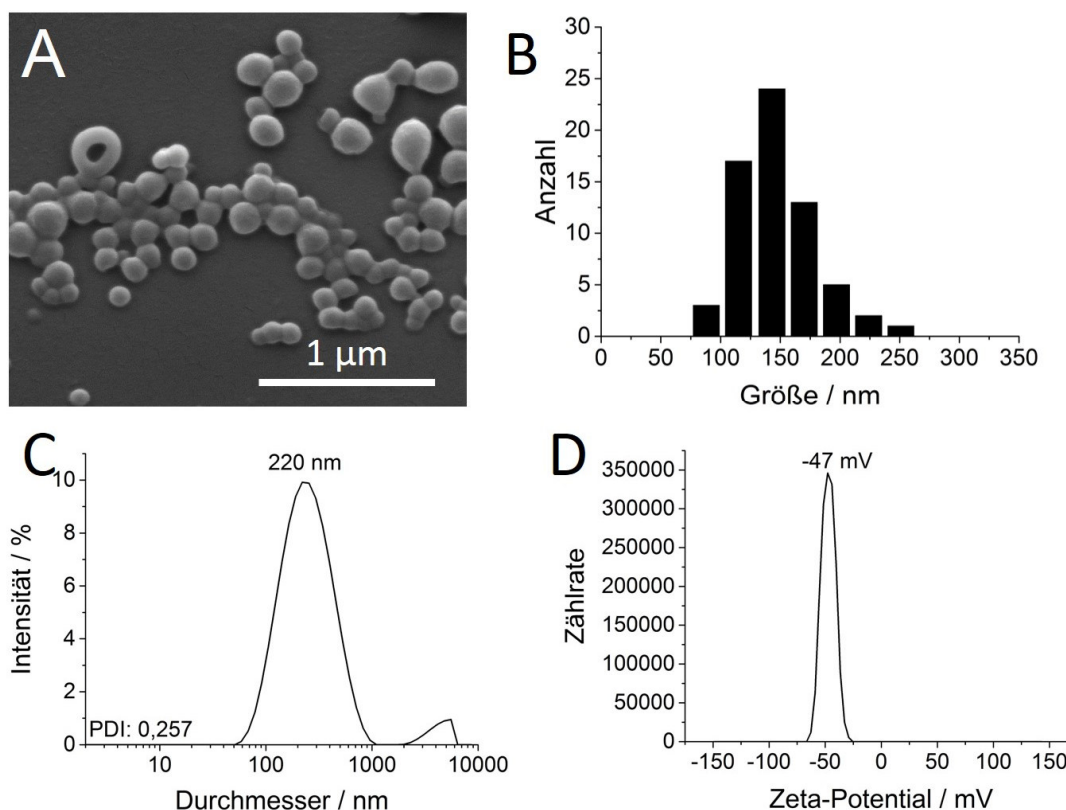 A
1 µm
B
30
25
20
15
10
5
0
Anzahl
0 50 100 150 200 250 300 350
Größe / nm
C
220 nm
10
8
6
4
2
0
Intensität / %
PDI: 0,257
10 100 1000 10000
Durchmesser / nm
D
-47 mV
350000
300000
250000
200000
150000
100000
50000
0
Zählrate
-150 -100 -50 0 50 100 150
Zeta-Potential / mV